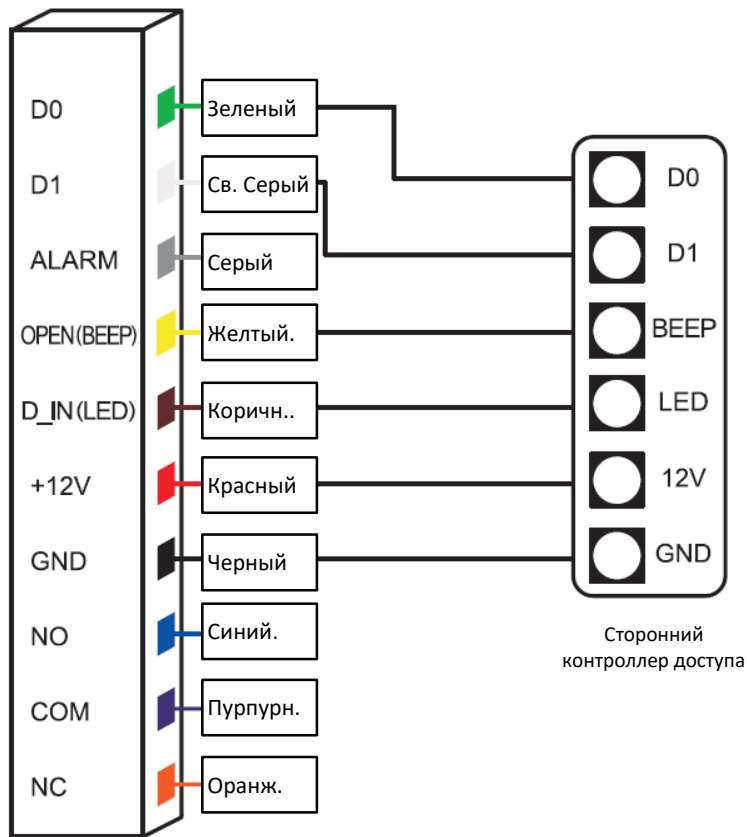 D0 Зеленый
D0
D1 Св. Серый
D1
ALARM Серый
OPEN(BEEP) Желтый.
BEEP
D_IN(LED) Коричн..
LED
+12V Красный
12V
GND Черный
GND
NO Синий.
Сторонний
контроллер доступа
COM Пурпурн.
NC Оранж.